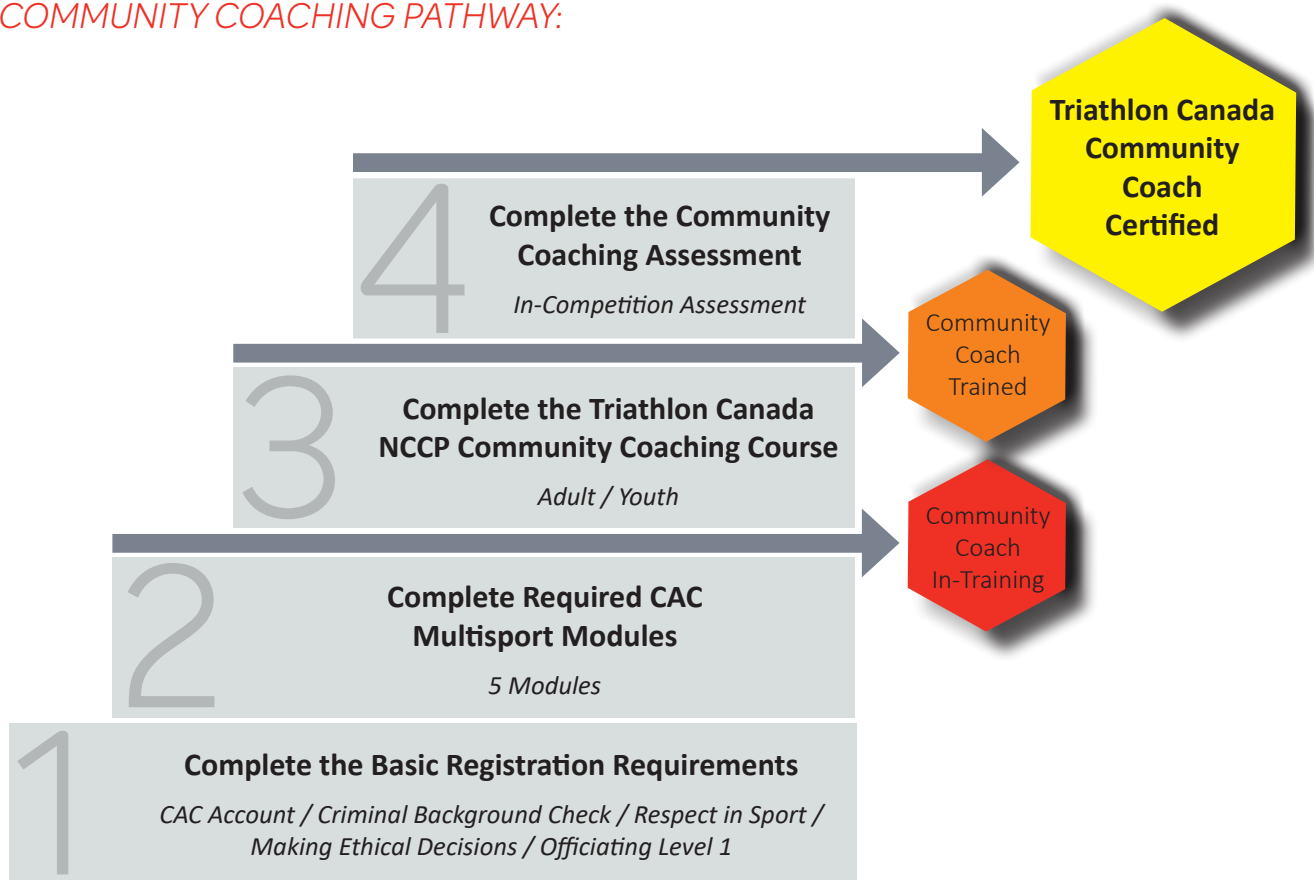 COMMUNITY COACHING PATHWAY:
Triathlon Canada
Community
Coach
Certified
4
Complete the Community
Coaching Assessment
In-Competition Assessment
Community
Coach
Trained
3
Complete the Triathlon Canada
NCCP Community Coaching Course
Adult / Youth
Community
Coach
In-Training
2
Complete Required CAC
Multisport Modules
5 Modules
1
Complete the Basic Registration Requirements
CAC Account / Criminal Background Check / Respect in Sport /
Making Ethical Decisions / Officiating Level 1